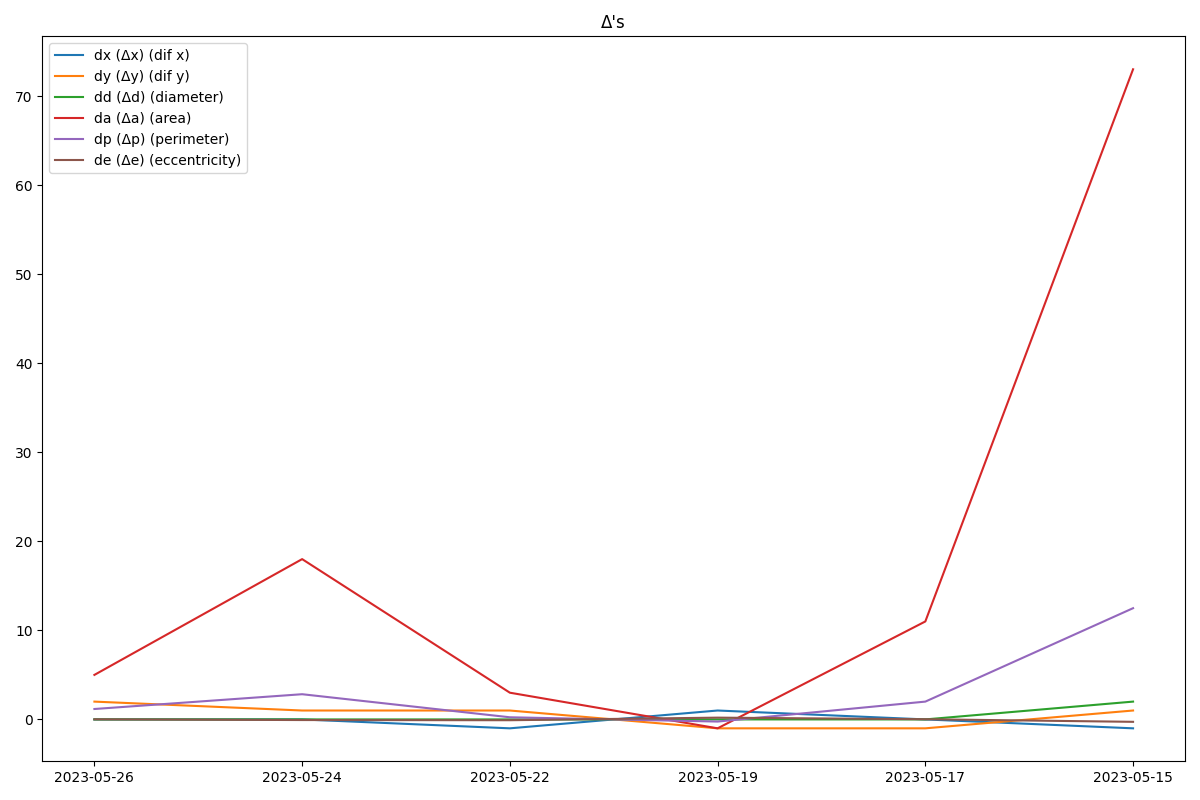 Δ's
dx (Δx) (dif x)
dy (Δy) (dif y)
dd (Δd) (diameter)
da (Δa) (area)
dp (Δp) (perimeter)
de (Δe) (eccentricity)
70
60
50
40
30
20
10
0
2023-05-26 2023-05-24 2023-05-22 2023-05-19 2023-05-17 2023-05-15